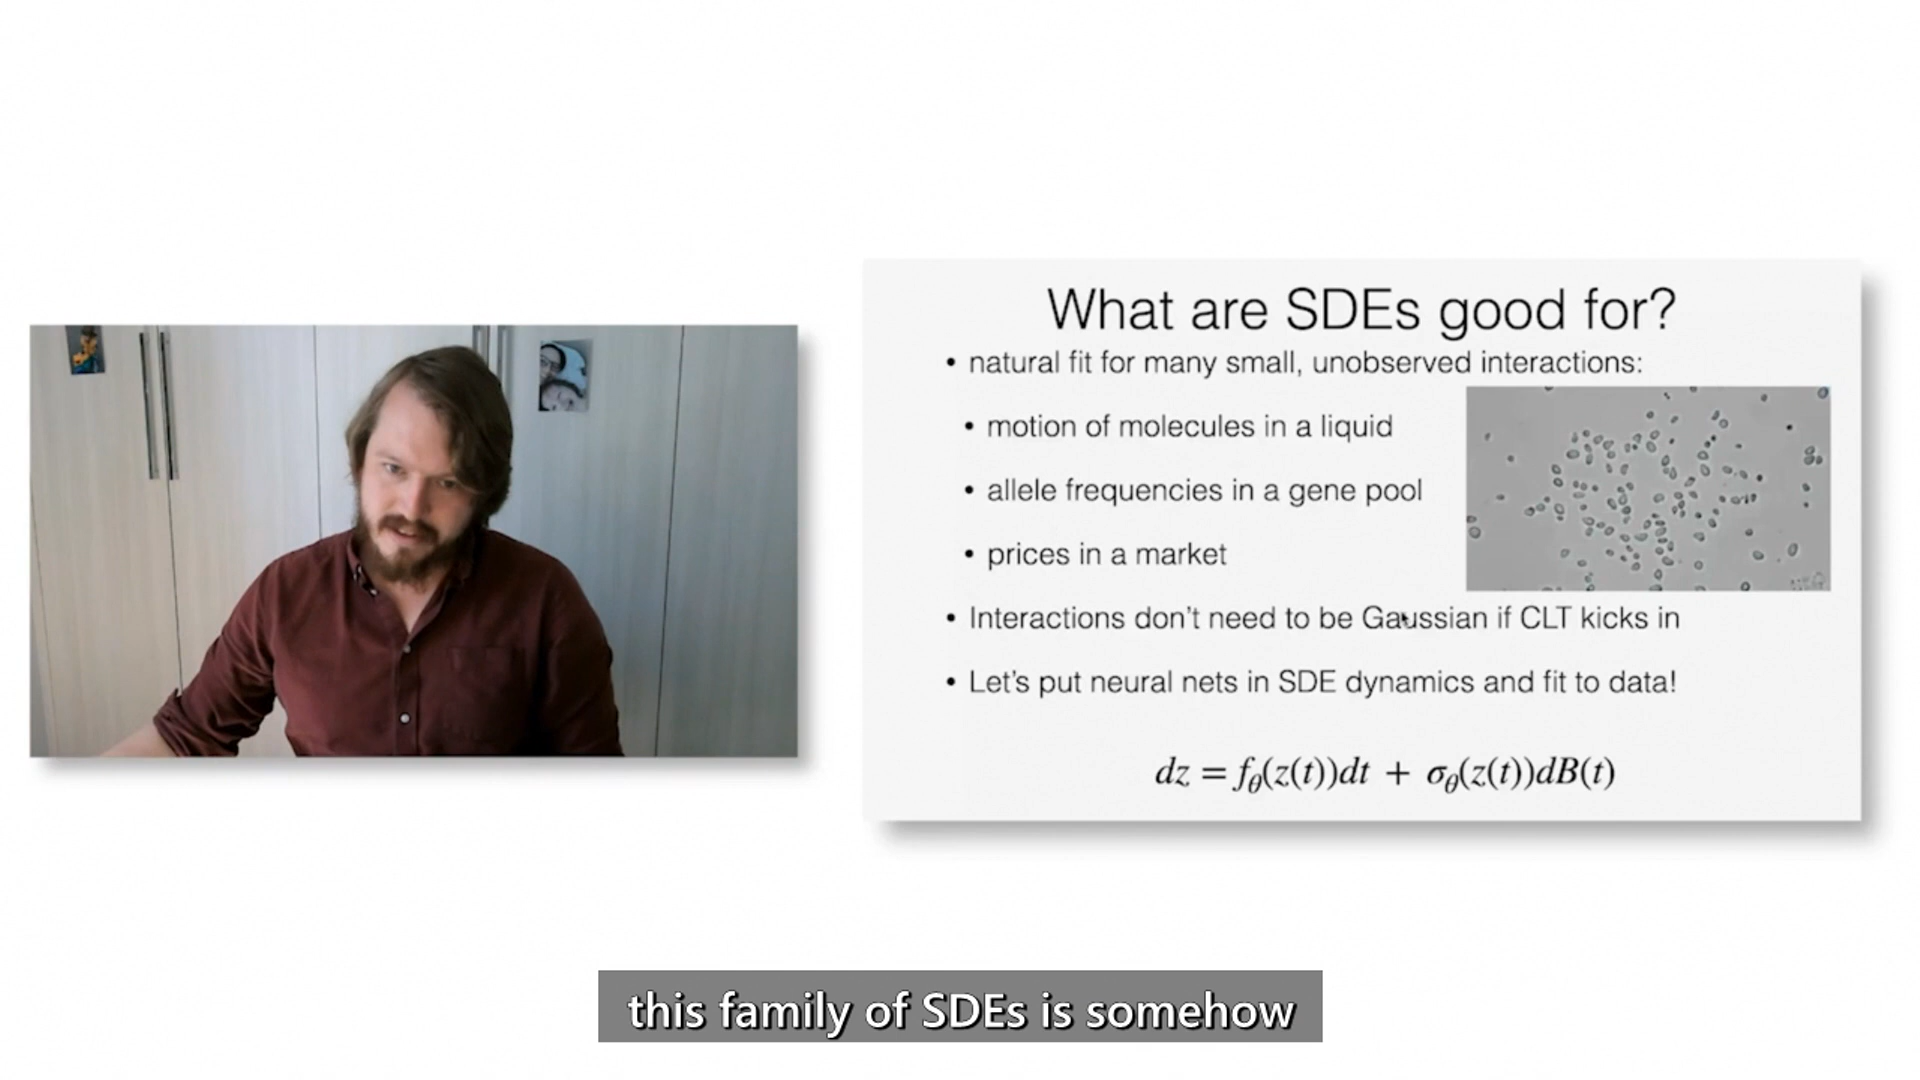 What are SDEs good for?
• natural fit for many small, unobserved interactions:
• motion of molecules in a liquid
• allele frequencies in a gene pool
• prices in a market
• Interactions don't need to be Gaussian if CLT kicks in
• Let's put neural nets in SDE dynamics and fit to data!
dz = f_θ(z(t))dt + σ_θ(z(t))dB(t)
this family of SDEs is somehow